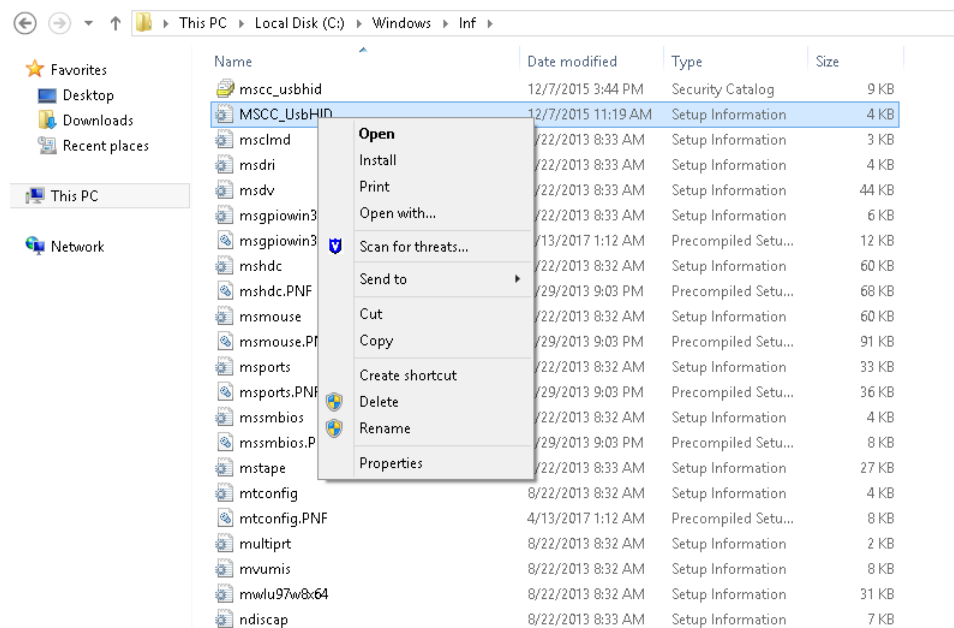 This PC Local Disk (C:) Windows Inf
Name Date modified Type Size
Favorites
Desktop
Downloads
Recent places
This PC
Network
mscc_usbhid 12/7/2015 3:44 PM Security Catalog 9 KB
MSCC_UsbHID 12/7/2015 11:19 AM Setup Information 4 KB
msclmd /22/2013 8:33 AM Setup Information 3 KB
msdri /22/2013 8:33 AM Setup Information 4 KB
msdv /22/2013 8:33 AM Setup Information 44 KB
msgpiowin3 /22/2013 8:33 AM Setup Information 6 KB
msgpiowin3 /13/2017 1:12 AM Precompiled Setu... 12 KB
mshdc /22/2013 8:32 AM Setup Information 60 KB
mshdc.PNF /29/2013 9:03 PM Precompiled Setu... 68 KB
msmouse /22/2013 8:32 AM Setup Information 60 KB
msmouse.PN /29/2013 9:03 PM Precompiled Setu... 91 KB
msports /22/2013 8:32 AM Setup Information 33 KB
msports.PNF /29/2013 9:03 PM Precompiled Setu... 36 KB
mssmbios /22/2013 8:32 AM Setup Information 4 KB
mssmbios.P /29/2013 9:03 PM Precompiled Setu... 8 KB
mstape /22/2013 8:33 AM Setup Information 27 KB
mtconfig 8/22/2013 8:32 AM Setup Information 4 KB
mtconfig.PNF 4/13/2017 1:12 AM Precompiled Setu... 8 KB
multiprt 8/22/2013 8:32 AM Setup Information 2 KB
mvumis 8/22/2013 8:32 AM Setup Information 8 KB
mwlu97w8x64 8/22/2013 8:32 AM Setup Information 31 KB
ndiscap 8/22/2013 8:32 AM Setup Information 7 KB
Open
Install
Print
Open with...
Scan for threats...
Send to
Cut
Copy
Create shortcut
Delete
Rename
Properties